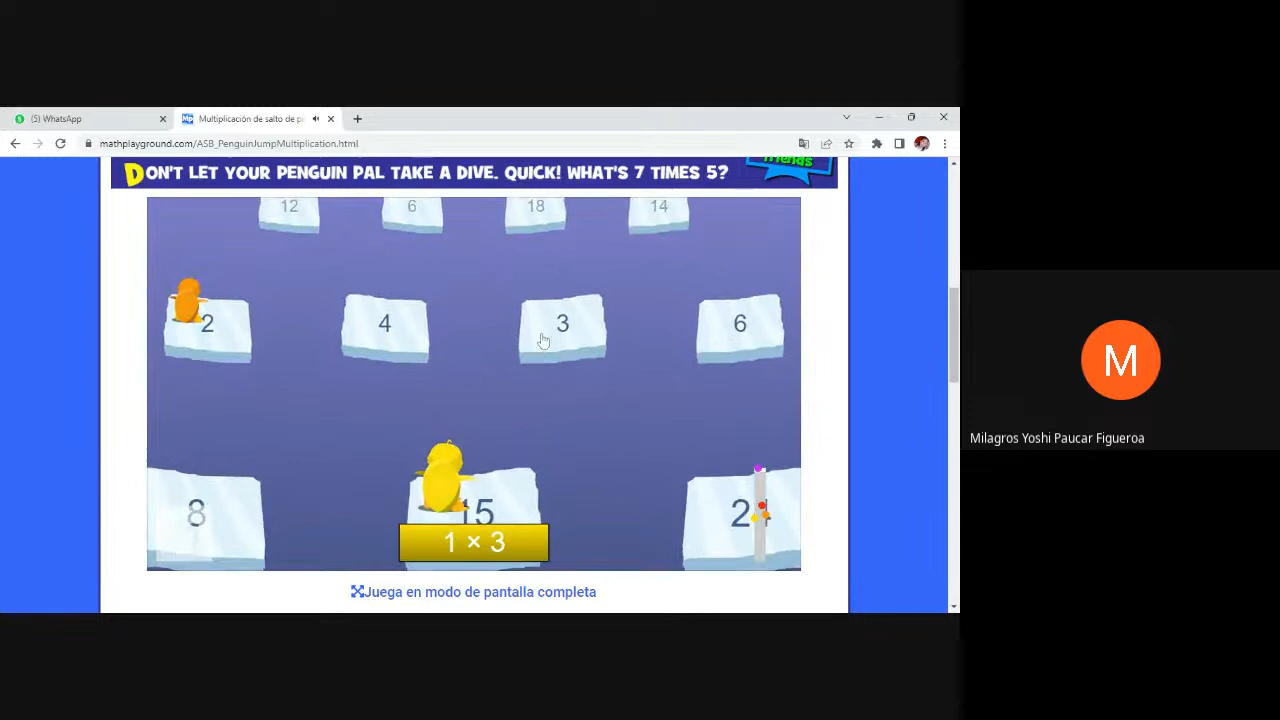 (5) WhatsApp
Multiplicación de salto de pi
mathplayground.com/ASB_PenguinJumpMultiplication.html
friends
DON'T LET YOUR PENGUIN PAL TAKE A DIVE. QUICK! WHAT'S 7 TIMES 5?
12 6 18 14
2 4 3 6
8 15
1 × 3
Juega en modo de pantalla completa
M
Milagros Yoshi Paucar Figueroa